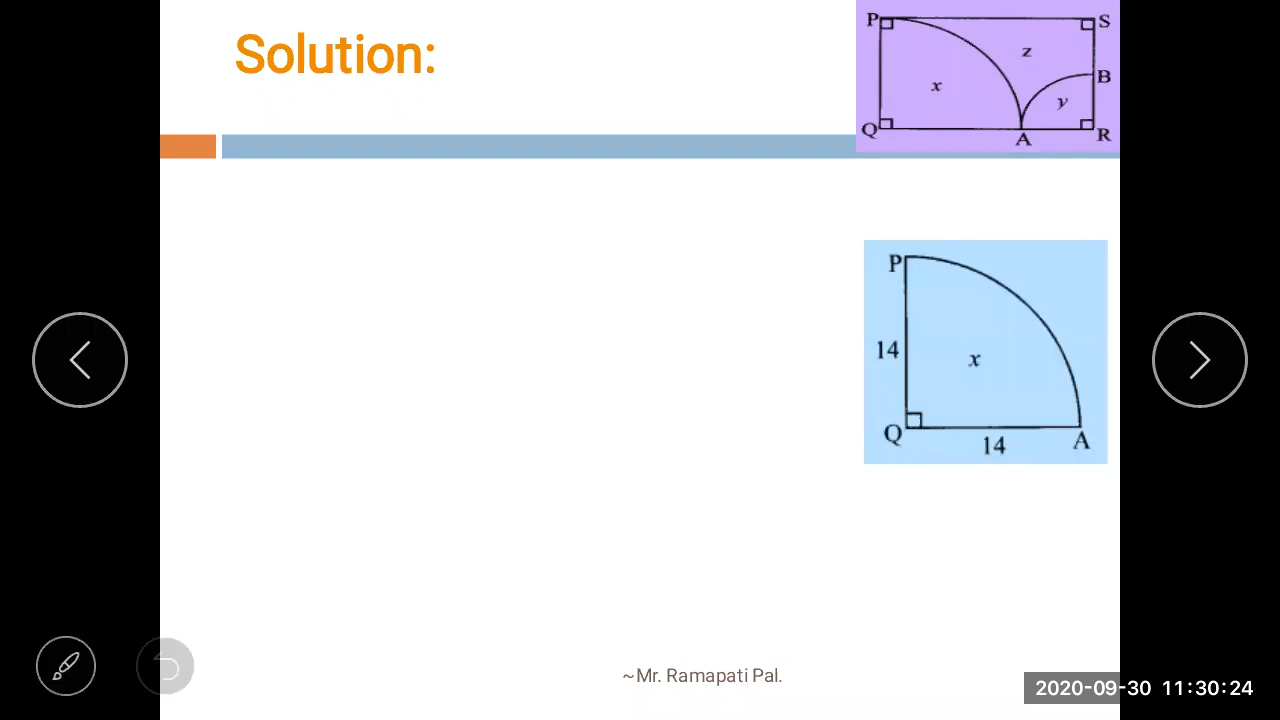 Solution:
P
S
z
x
B
y
Q
A
R
P
14
x
Q
14
A
~Mr. Ramapati Pal.
2020-09-30 11:30:24